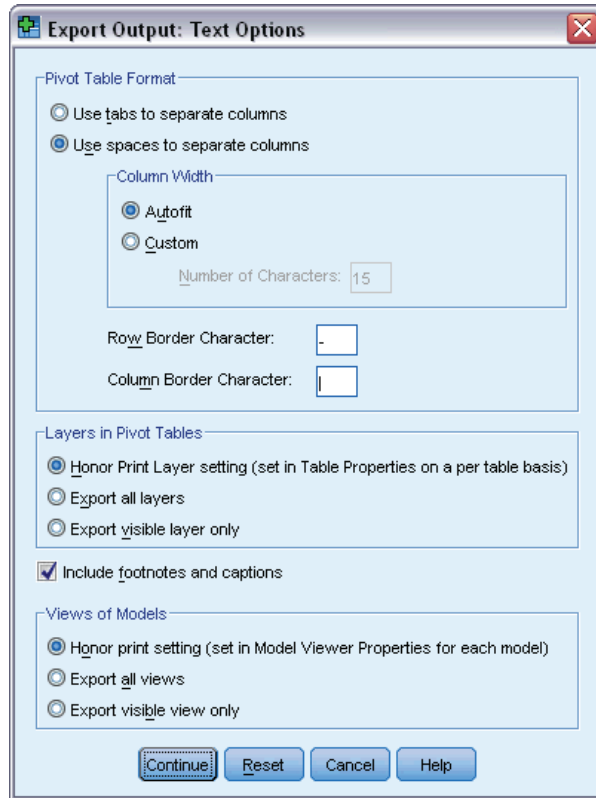 Export Output: Text Options
Pivot Table Format
Use tabs to separate columns
Use spaces to separate columns
Column Width
Autofit
Custom
Number of Characters: 15
Row Border Character: -
Column Border Character: |
Layers in Pivot Tables
Honor Print Layer setting (set in Table Properties on a per table basis)
Export all layers
Export visible layer only
Include footnotes and captions
Views of Models
Honor print setting (set in Model Viewer Properties for each model)
Export all views
Export visible view only
Continue Reset Cancel Help